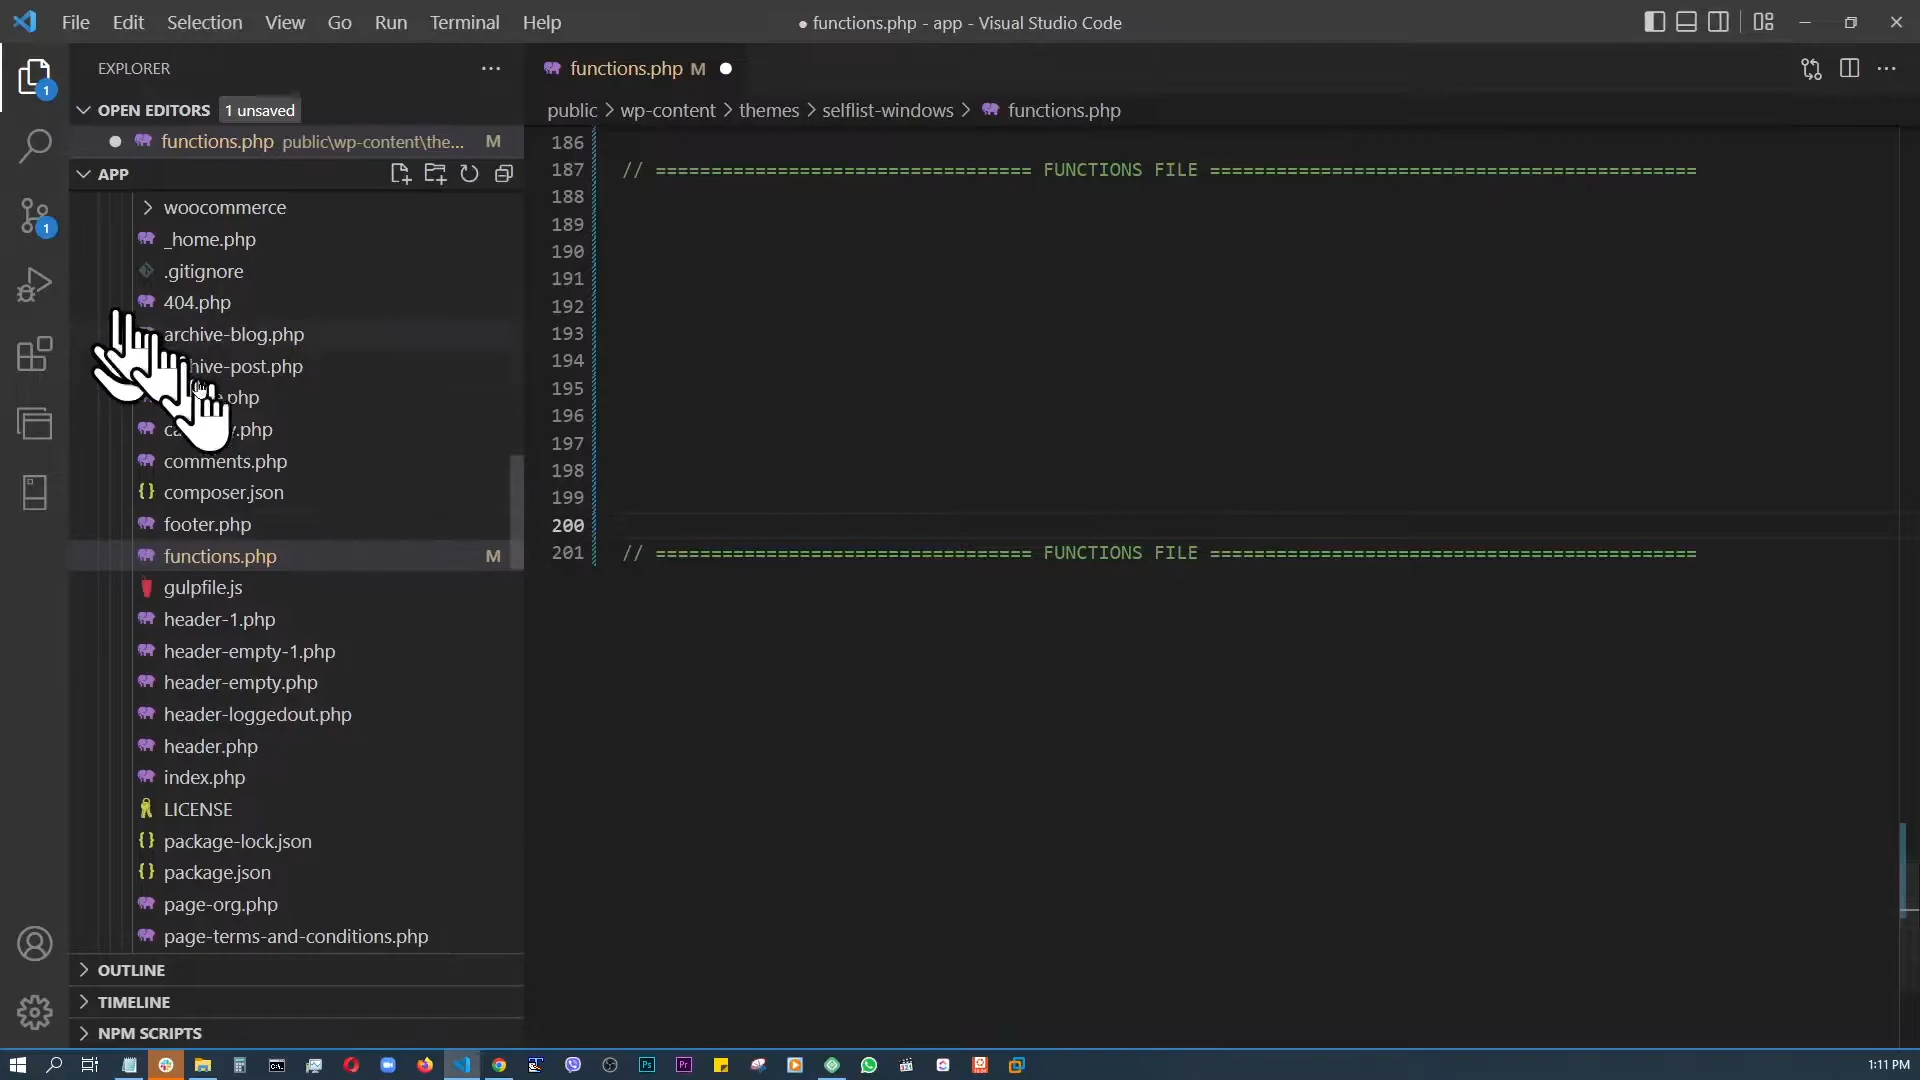 File Edit Selection View Go Run Terminal Help
● functions.php - app - Visual Studio Code
EXPLORER
OPEN EDITORS 1 unsaved
functions.php public\wp-content\the... M
APP
woocommerce
_home.php
.gitignore
404.php
archive-blog.php
hive-post.php
.php
.php
comments.php
composer.json
footer.php
functions.php M
gulpfile.js
header-1.php
header-empty-1.php
header-empty.php
header-loggedout.php
header.php
index.php
LICENSE
package-lock.json
package.json
page-org.php
page-terms-and-conditions.php
OUTLINE
TIMELINE
NPM SCRIPTS
1
1
functions.php M
public > wp-content > themes > selflist-windows > functions.php
186
187 // ================================== FUNCTIONS FILE ============================================
188
189
190
191
192
193
194
195
196
197
198
199
200
201 // ================================== FUNCTIONS FILE ============================================
Ps
Pr
1:11 PM